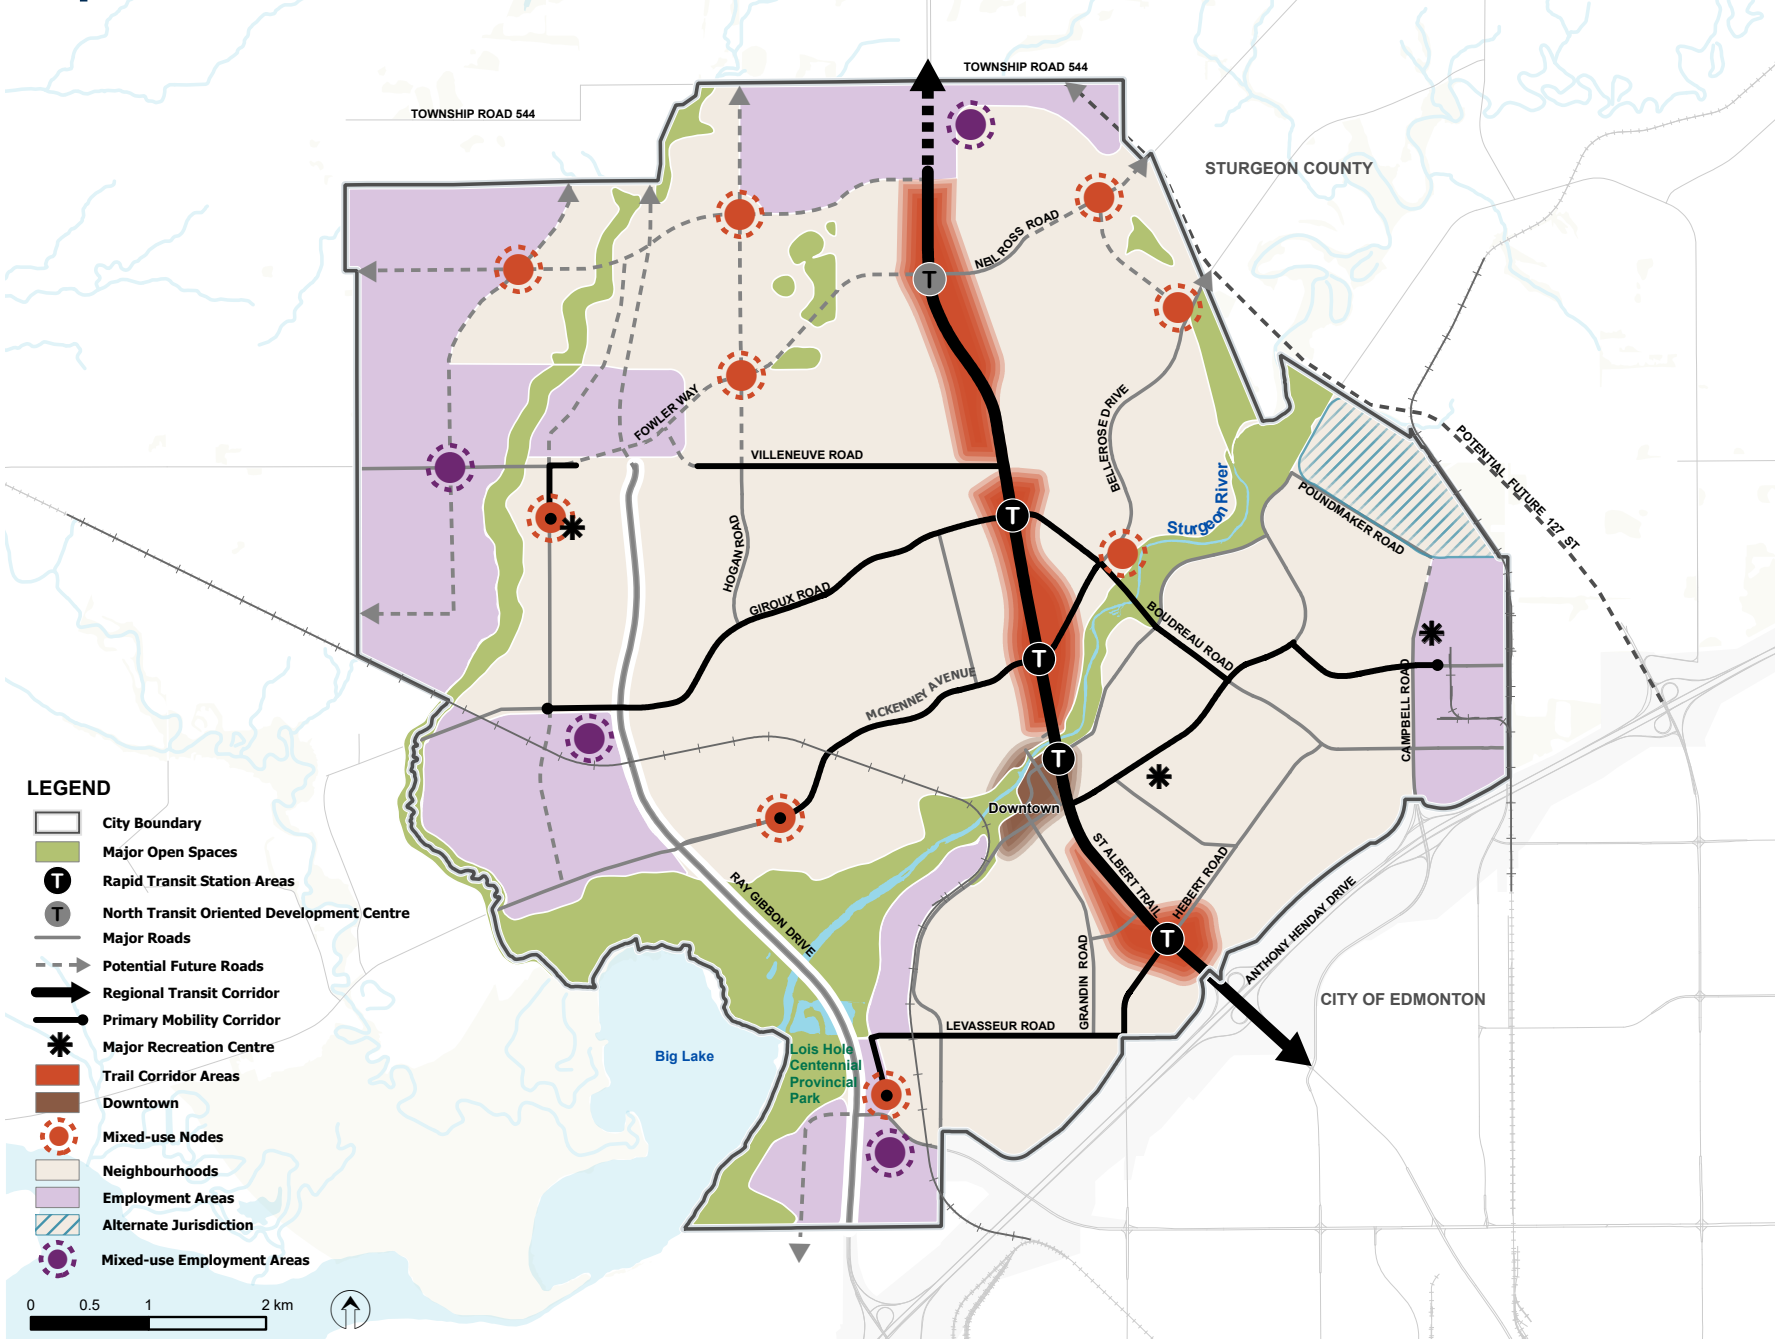 TOWNSHIP ROAD 544
TOWNSHIP ROAD 544
STURGEON COUNTY
NEIL ROSS ROAD
T
FOWLER WAY
BELLEROSE DRIVE
VILLENEUVE ROAD
POTENTIAL FUTURE 127 ST
Sturgeon River
POUNDMAKER ROAD
T
HOGAN ROAD
GIROUX ROAD
BOUDREAU ROAD
T
MCKENNEY AVENUE
CAMPBELL ROAD
T
Downtown
ST ALBERT TRAIL
HEBERT ROAD
RAY GIBBON DRIVE
T
GRANDIN ROAD
ANTHONY HENDAY DRIVE
CITY OF EDMONTON
LEVASSEUR ROAD
Big Lake
Lois Hole
Centennial
Provincial
Park
LEGEND
City Boundary
Major Open Spaces
T Rapid Transit Station Areas
T North Transit Oriented Development Centre
Major Roads
Potential Future Roads
Regional Transit Corridor
Primary Mobility Corridor
Major Recreation Centre
Trail Corridor Areas
Downtown
Mixed-use Nodes
Neighbourhoods
Employment Areas
Alternate Jurisdiction
Mixed-use Employment Areas
0 0.5 1 2 km